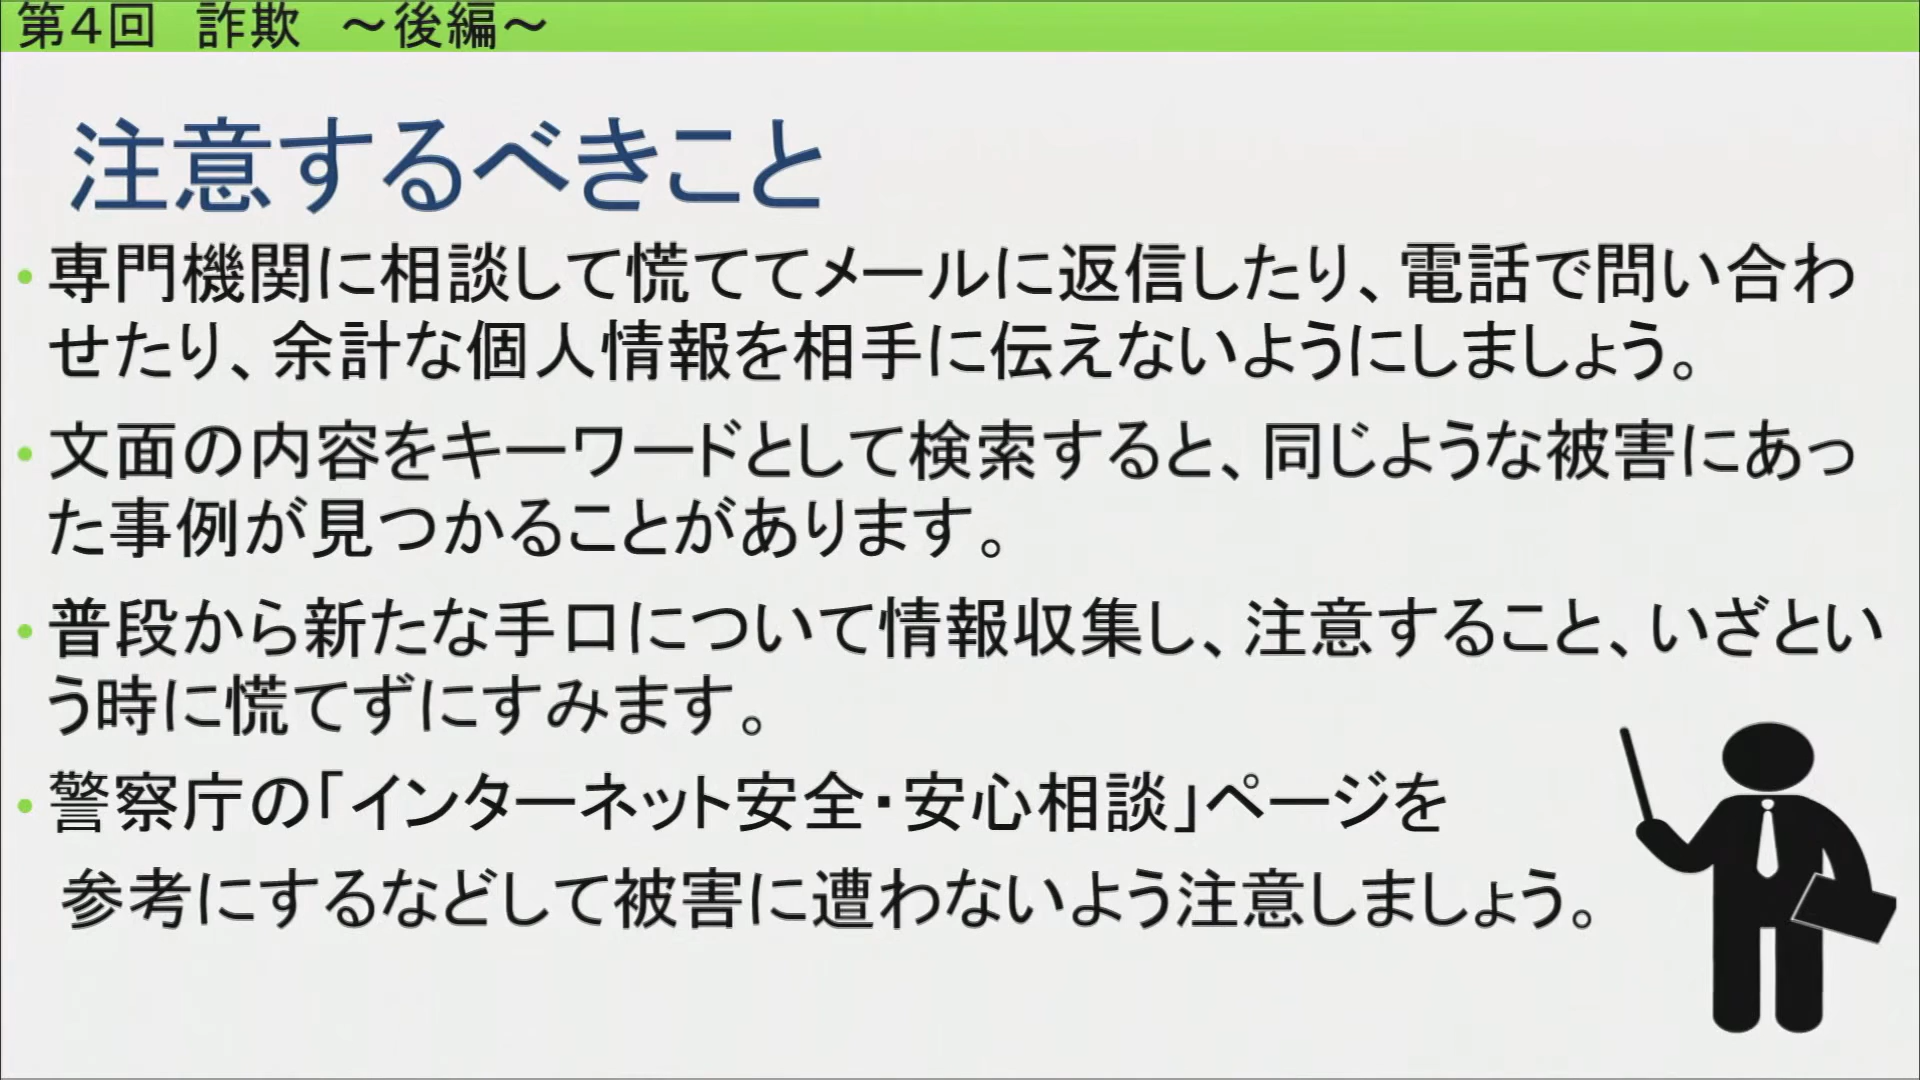 第4回　詐欺　～後編～
注意するべきこと
・専門機関に相談して慌ててメールに返信したり、電話で問い合わ
せたり、余計な個人情報を相手に伝えないようにしましょう。
・文面の内容をキーワードとして検索すると、同じような被害にあっ
た事例が見つかることがあります。
・普段から新たな手口について情報収集し、注意すること、いざとい
う時に慌てずにすみます。
・警察庁の「インターネット安全・安心相談」ページを
参考にするなどして被害に遭わないよう注意しましょう。